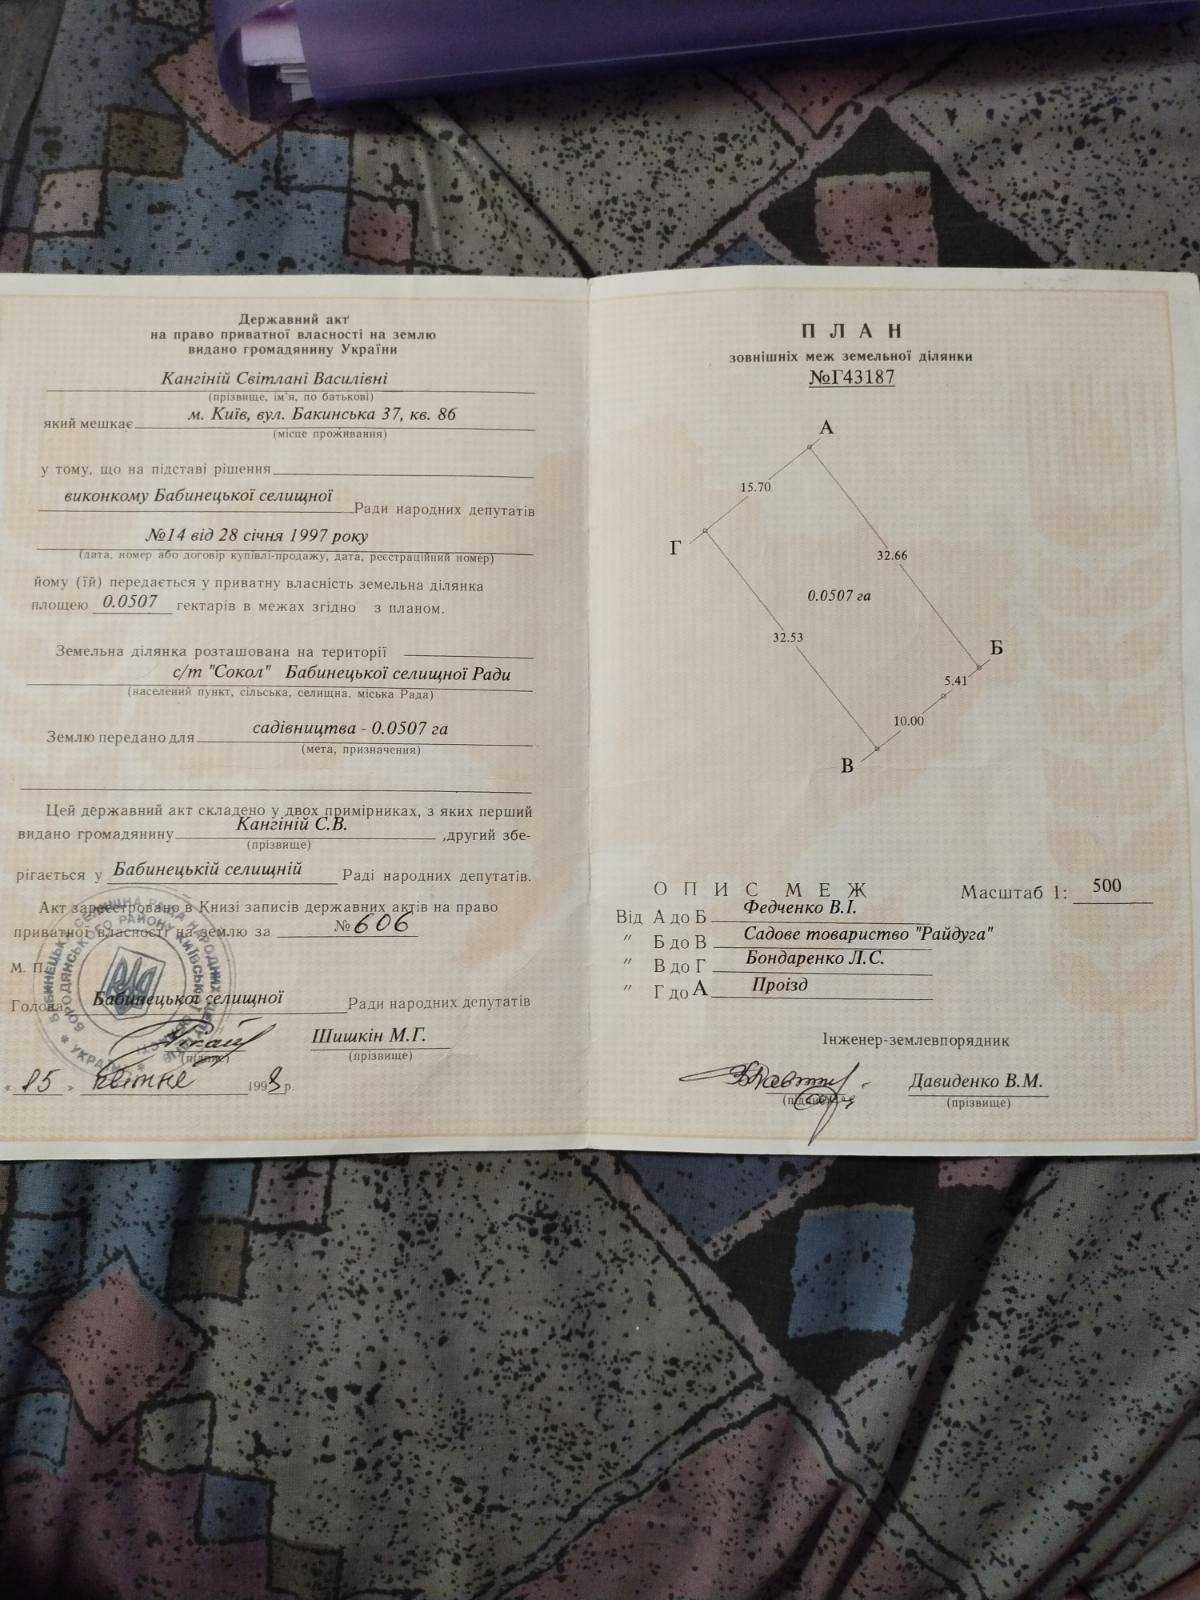 Державний акт
на право приватної власності на землю
видано громадянину України
Кангіній Світлані Василівні
(прізвище, ім'я, по батькові)
який мешкає м. Київ, вул. Бакинська 37, кв. 86
(місце проживання)
у тому, що на підставі рішення
виконкому Бабинецької селищної Ради народних депутатів
№14 від 28 січня 1997 року
(дата, номер або договір купівлі-продажу, дата, реєстраційний номер)
йому (їй) передається у приватну власність земельна ділянка
площею 0.0507 гектарів в межах згідно з планом.
Земельна ділянка розташована на території
с/т "Сокол" Бабинецької селищної Ради
(населений пункт, сільська, селищна, міська Рада)
Землю передано для садівництва - 0.0507 га
(мета, призначення)
Цей державний акт складено у двох примірниках, з яких перший
видано громадянину Кангіній С.В. ,другий збе-
(прізвище)
рігається у Бабинецькій селищній Раді народних депутатів.
Акт зареєстровано в Книзі записів державних актів на право
приватної власності на землю за №606
М. П.
Голова Бабинецької селищної Ради народних депутатів
Шишкін М.Г.
(підпис) (прізвище)
199 р.
ПЛАН
зовнішніх меж земельної ділянки
№Г43187
А
15.70
Г
32.66
0.0507 га
32.53
Б
5.41
10.00
В
ОПИС МЕЖ Масштаб 1: 500
Від А до Б Федченко В.І.
" Б до В Садове товариство "Райдуга"
" В до Г Бондаренко Л.С.
" Г до А Проїзд
Інженер-землевпорядник
Давиденко В.М.
(підпис) (прізвище)